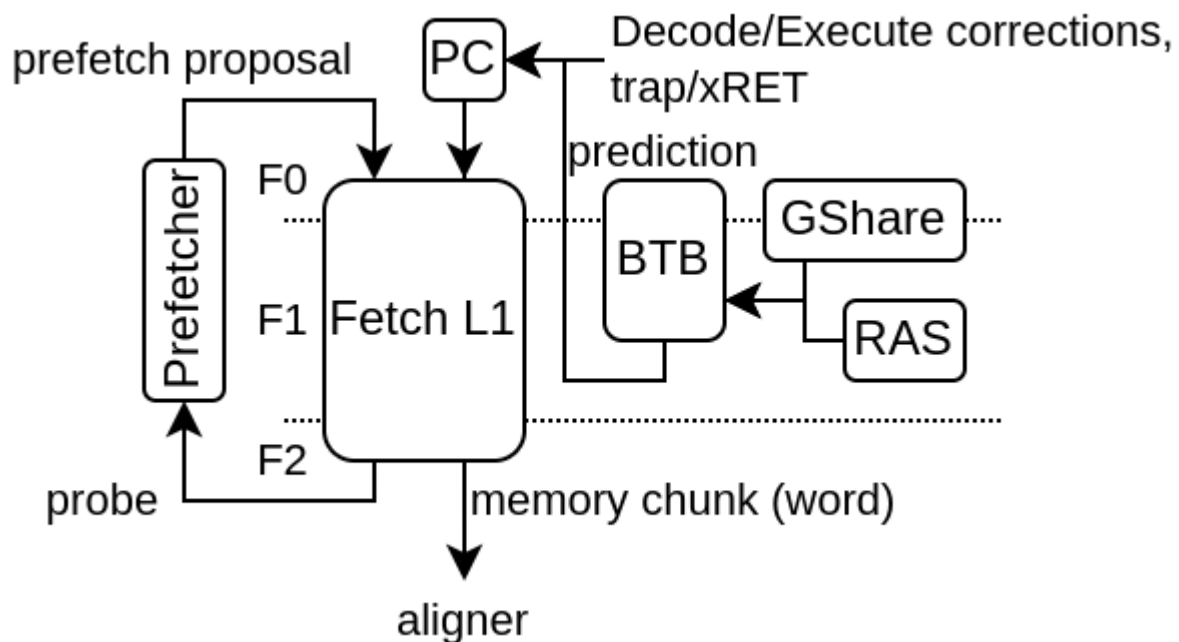 Decode/Execute corrections,
trap/xRET
PC
prefetch proposal
prediction
F0
Prefetcher
GShare
BTB
F1
Fetch L1
RAS
F2
probe
memory chunk (word)
aligner